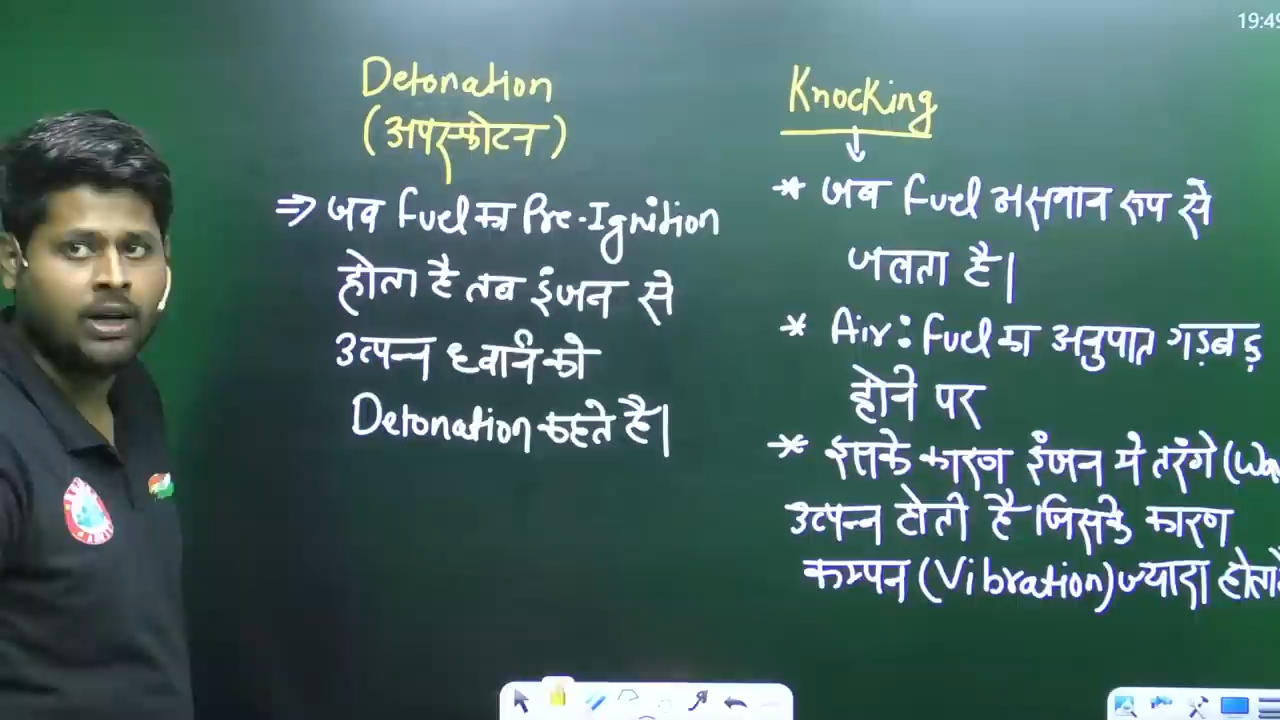 19:49
Detonation
(अपस्फोटन)
⇒ जब Fuel का Pre-Ignition
होता है तब इंजन से
उत्पन्न ध्वनि को
Detonation कहते है|
Knocking
* जब Fuel असमान रूप से
जलता है|
* Air : Fuel का अनुपात गड़बड़
होने पर
* इसके कारण इंजन मे तरंगे (Wa
उत्पन्न होती है जिसके कारण
कम्पन (Vibration) ज्यादा होता है